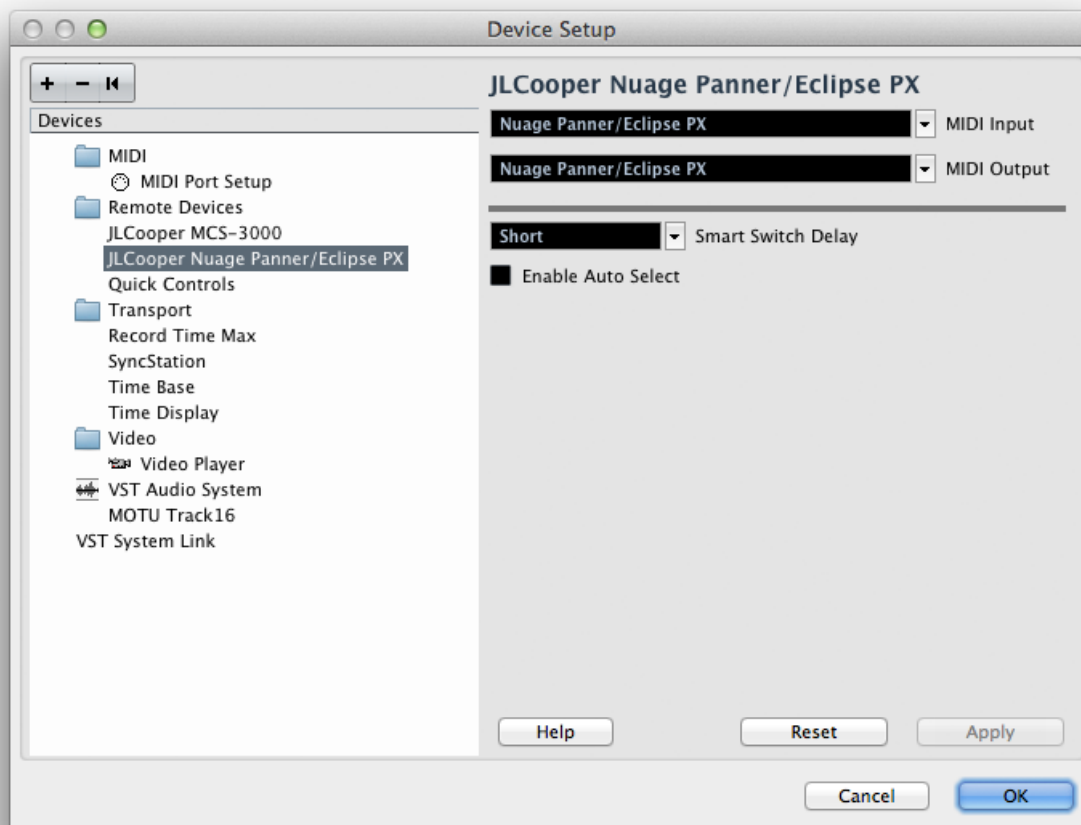 Device Setup
Devices
MIDI
MIDI Port Setup
Remote Devices
JLCooper MCS-3000
JLCooper Nuage Panner/Eclipse PX
Quick Controls
Transport
Record Time Max
SyncStation
Time Base
Time Display
Video
Video Player
VST Audio System
MOTU Track16
VST System Link
JLCooper Nuage Panner/Eclipse PX
Nuage Panner/Eclipse PX MIDI Input
Nuage Panner/Eclipse PX MIDI Output
Short Smart Switch Delay
Enable Auto Select
Help Reset Apply
Cancel OK